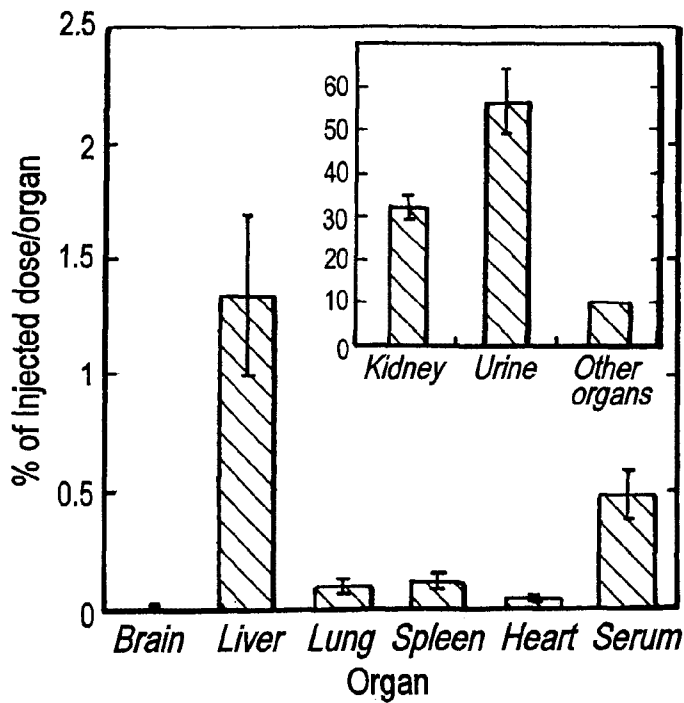 % of Injected dose/organ
2.5
2
1.5
1
0.5
0
60
50
40
30
20
10
0
Kidney Urine Other
organs
Brain Liver Lung Spleen Heart Serum
Organ